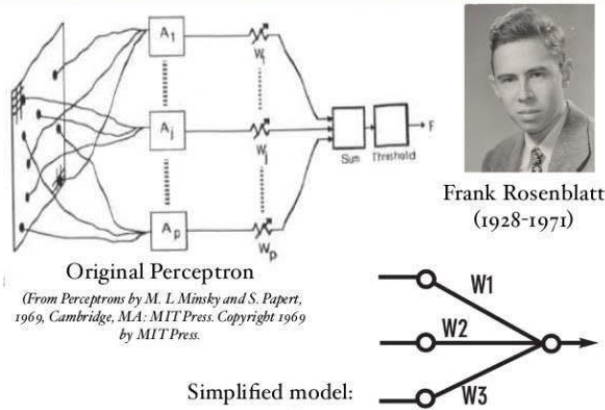 A1
W1
Aj
Wj
Ap
Wp
Sum
Threshold
F
Frank Rosenblatt
(1928-1971)
Original Perceptron
(From Perceptrons by M. L Minsky and S. Papert,
1969, Cambridge, MA: MIT Press. Copyright 1969
by MIT Press.
W1
W2
W3
Simplified model: